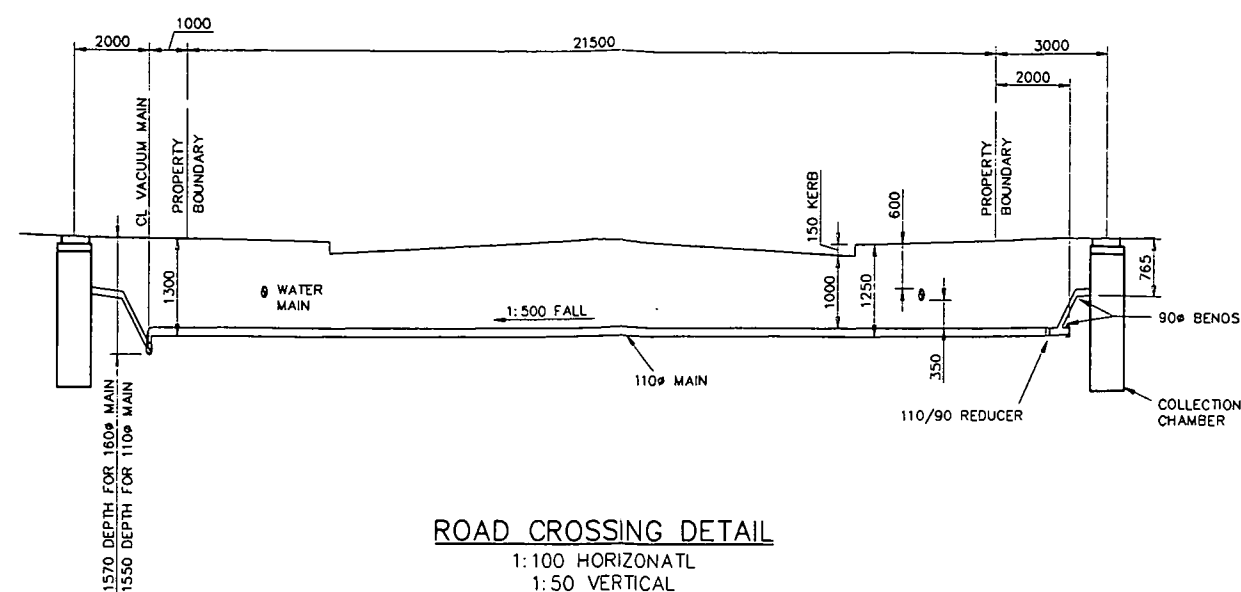 1000
2000
21500
3000
2000
CL VACUUM MAIN
PROPERTY
BOUNDARY
150 KERB
600
PROPERTY
BOUNDARY
1300
WATER
MAIN
1:500 FALL
1000
1250
765
350
90ø BENDS
110ø MAIN
110/90 REDUCER
COLLECTION
CHAMBER
1570 DEPTH FOR 160ø MAIN
1550 DEPTH FOR 110ø MAIN
ROAD CROSSING DETAIL
1:100 HORIZONATL
1:50 VERTICAL